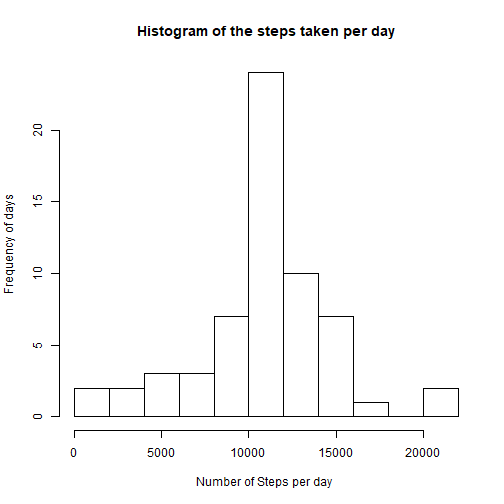 Histogram of the steps taken per day
Frequency of days
20
15
10
5
0
0 5000 10000 15000 20000
Number of Steps per day